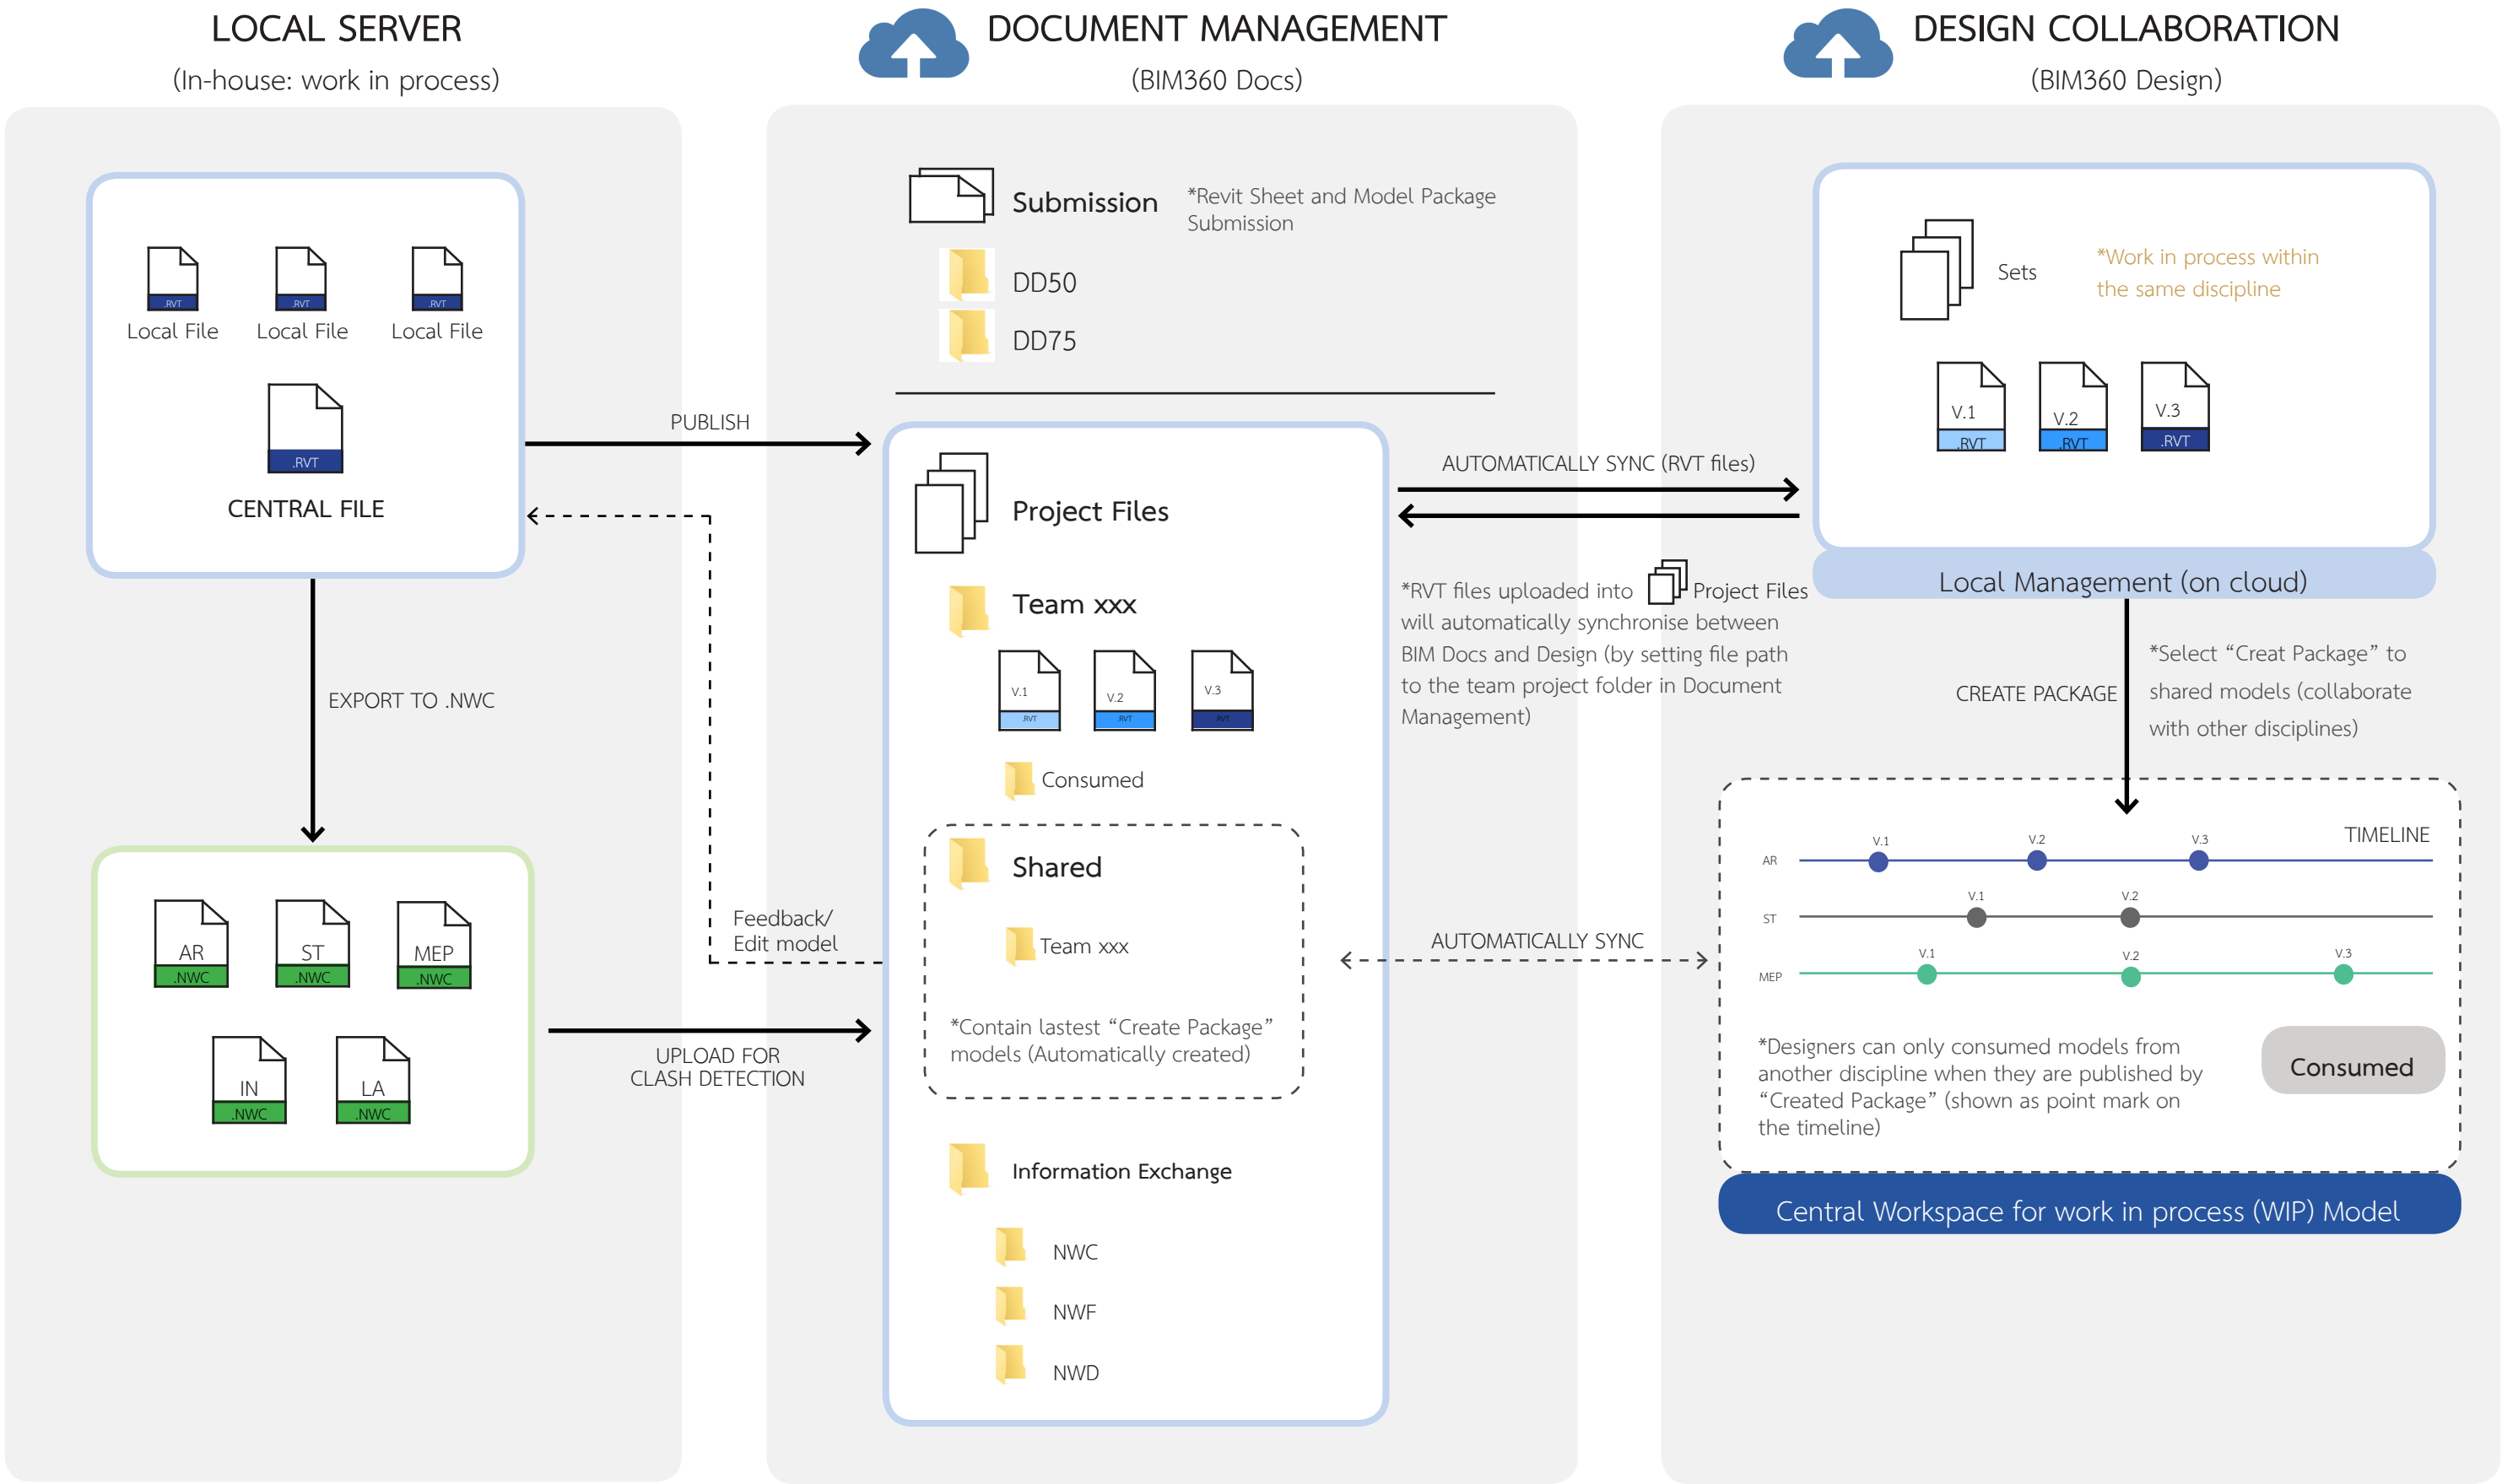 LOCAL SERVER
(In-house: work in process)
.RVT
.RVT
.RVT
Local File
Local File
Local File
.RVT
CENTRAL FILE
EXPORT TO .NWC
AR
.NWC
ST
.NWC
MEP
.NWC
IN
.NWC
LA
.NWC
PUBLISH
Feedback/
Edit model
UPLOAD FOR
CLASH DETECTION
DOCUMENT MANAGEMENT
(BIM360 Docs)
Submission
*Revit Sheet and Model Package
Submission
DD50
DD75
Project Files
Team xxx
V.1
.RVT
V.2
.RVT
V.3
.RVT
Consumed
Shared
Team xxx
*Contain lastest “Create Package”
models (Automatically created)
Information Exchange
NWC
NWF
NWD
AUTOMATICALLY SYNC (RVT files)
*RVT files uploaded into Project Files
will automatically synchronise between
BIM Docs and Design (by setting file path
to the team project folder in Document
Management)
AUTOMATICALLY SYNC
DESIGN COLLABORATION
(BIM360 Design)
Sets
*Work in process within
the same discipline
V.1
.RVT
V.2
.RVT
V.3
.RVT
Local Management (on cloud)
CREATE PACKAGE
*Select “Creat Package” to
shared models (collaborate
with other disciplines)
TIMELINE
AR
V.1
V.2
V.3
ST
V.1
V.2
MEP
V.1
V.2
V.3
*Designers can only consumed models from
another discipline when they are published by
“Created Package” (shown as point mark on
the timeline)
Consumed
Central Workspace for work in process (WIP) Model